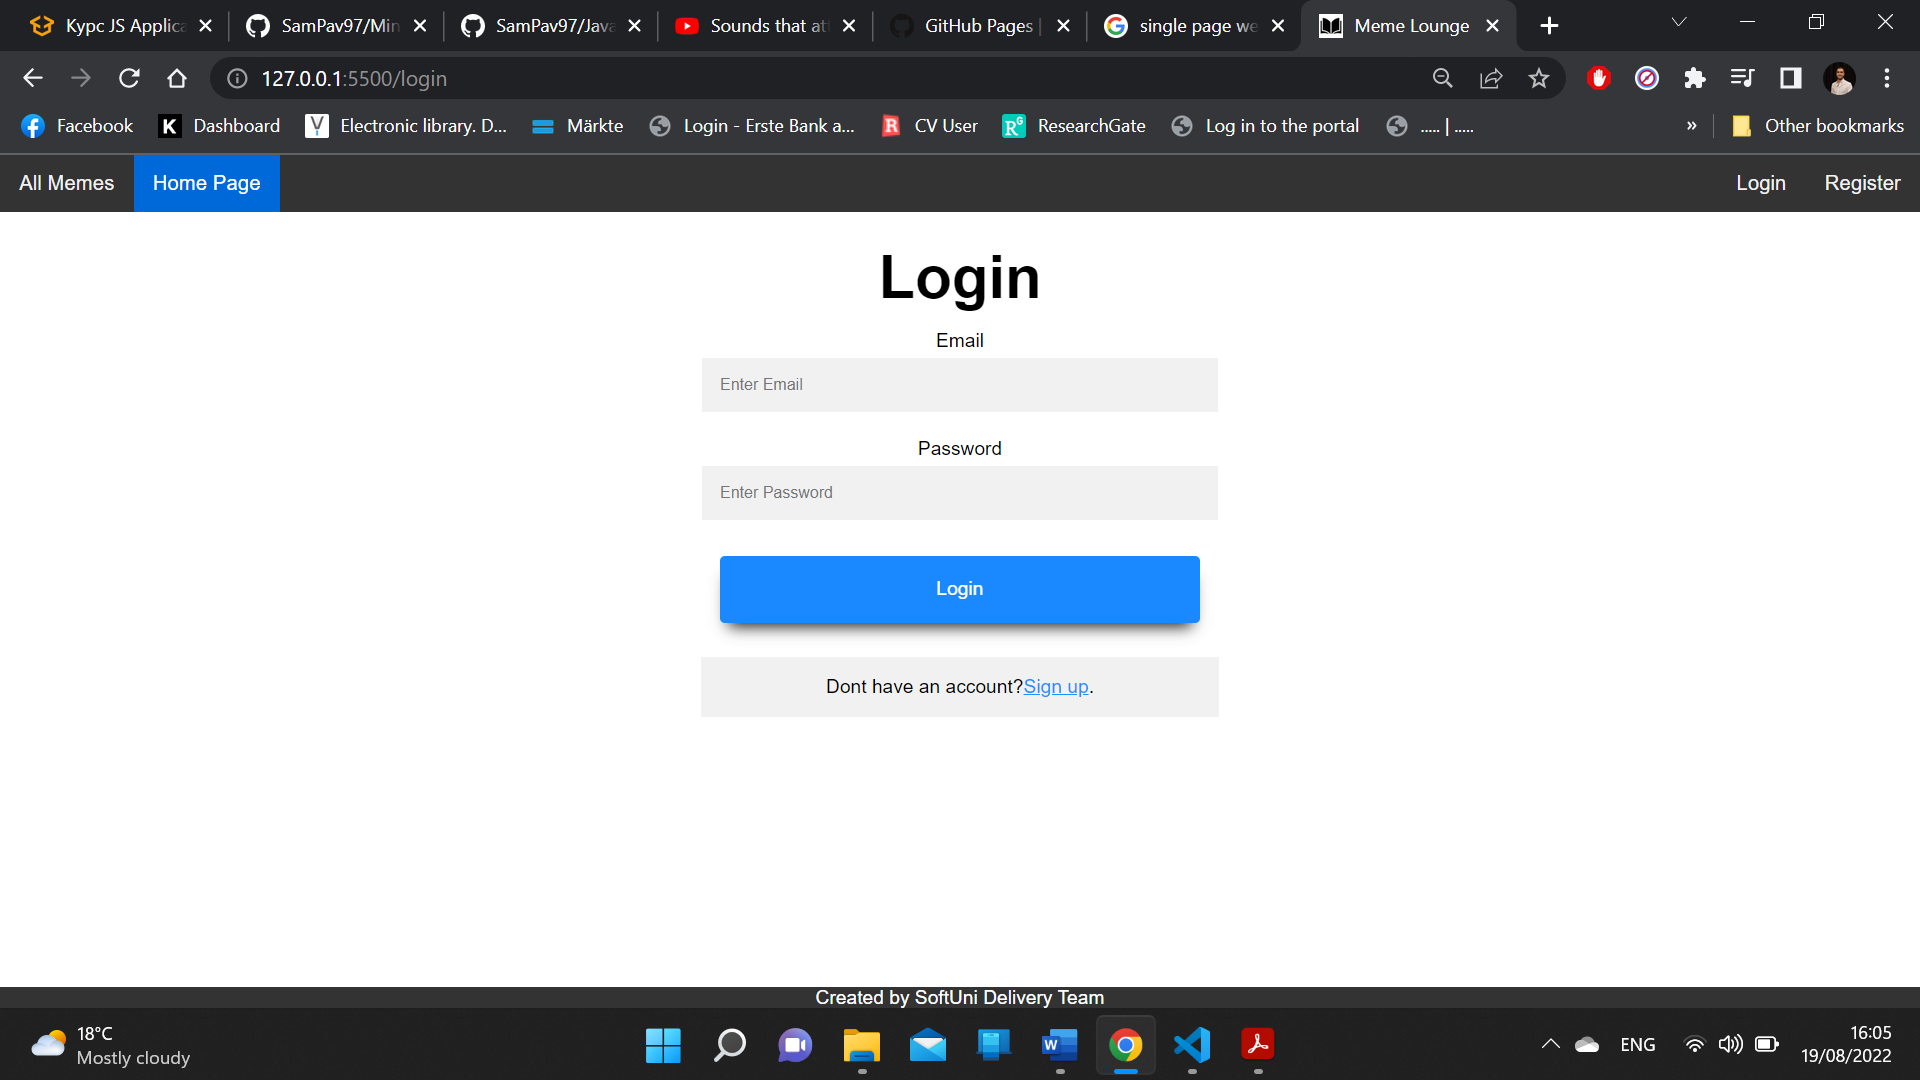 Kypc JS Applica
SamPav97/Min
SamPav97/Java
Sounds that at
GitHub Pages |
single page we
Meme Lounge
127.0.0.1:5500/login
Facebook
K
Dashboard
Electronic library. D...
Märkte
Login - Erste Bank a...
CV User
ResearchGate
Log in to the portal
..... | .....
»
Other bookmarks
All Memes
Home Page
Login
Register
Login
Email
Enter Email
Password
Enter Password
Login
Dont have an account?Sign up.
Created by SoftUni Delivery Team
18°C
Mostly cloudy
ENG
16:05
19/08/2022